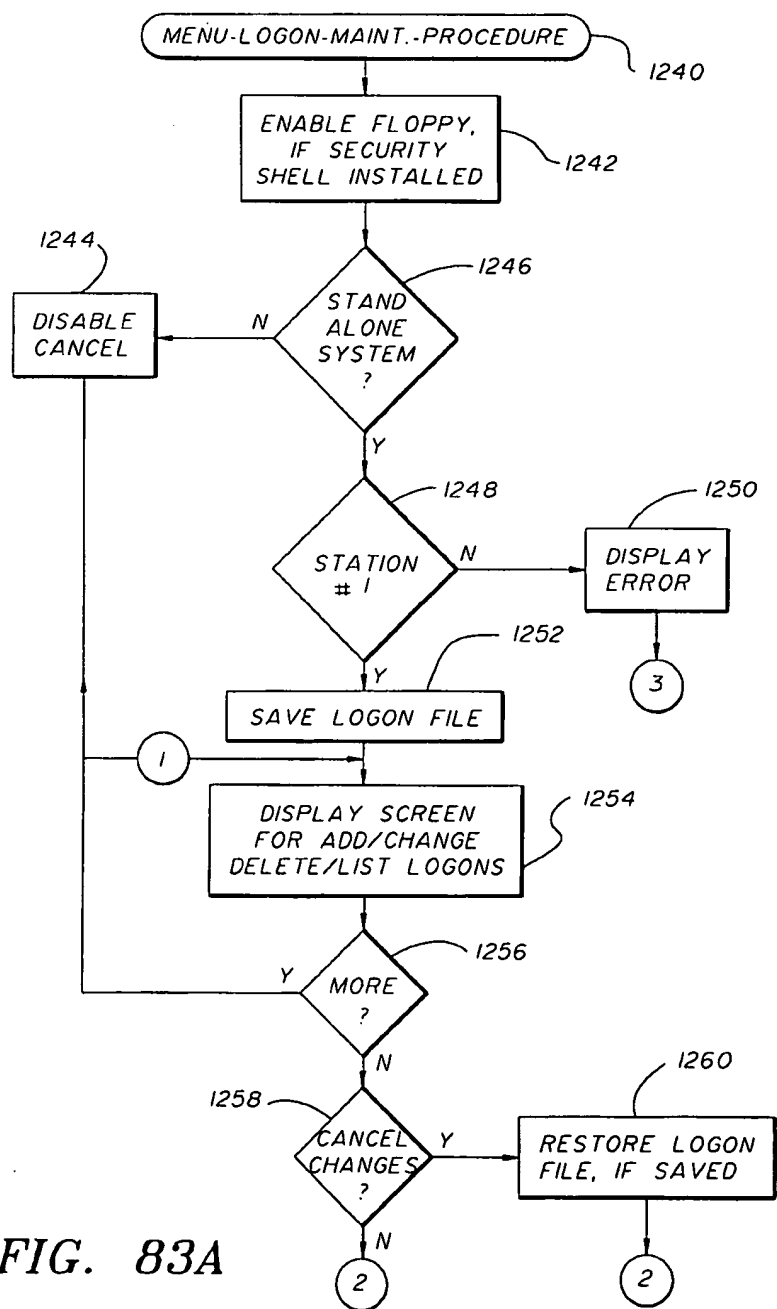 MENU-LOGON-MAINT.-PROCEDURE
1240
ENABLE FLOPPY,
IF SECURITY
SHELL INSTALLED
1242
1244
DISABLE
CANCEL
1246
STAND
ALONE
SYSTEM
?
N
Y
1248
STATION
# 1
N
Y
1250
DISPLAY
ERROR
3
1252
SAVE LOGON FILE
1
1254
DISPLAY SCREEN
FOR ADD/CHANGE
DELETE/LIST LOGONS
1256
MORE
?
Y
N
1258
CANCEL
CHANGES
?
Y
N
1260
RESTORE LOGON
FILE, IF SAVED
2
2
FIG. 83A